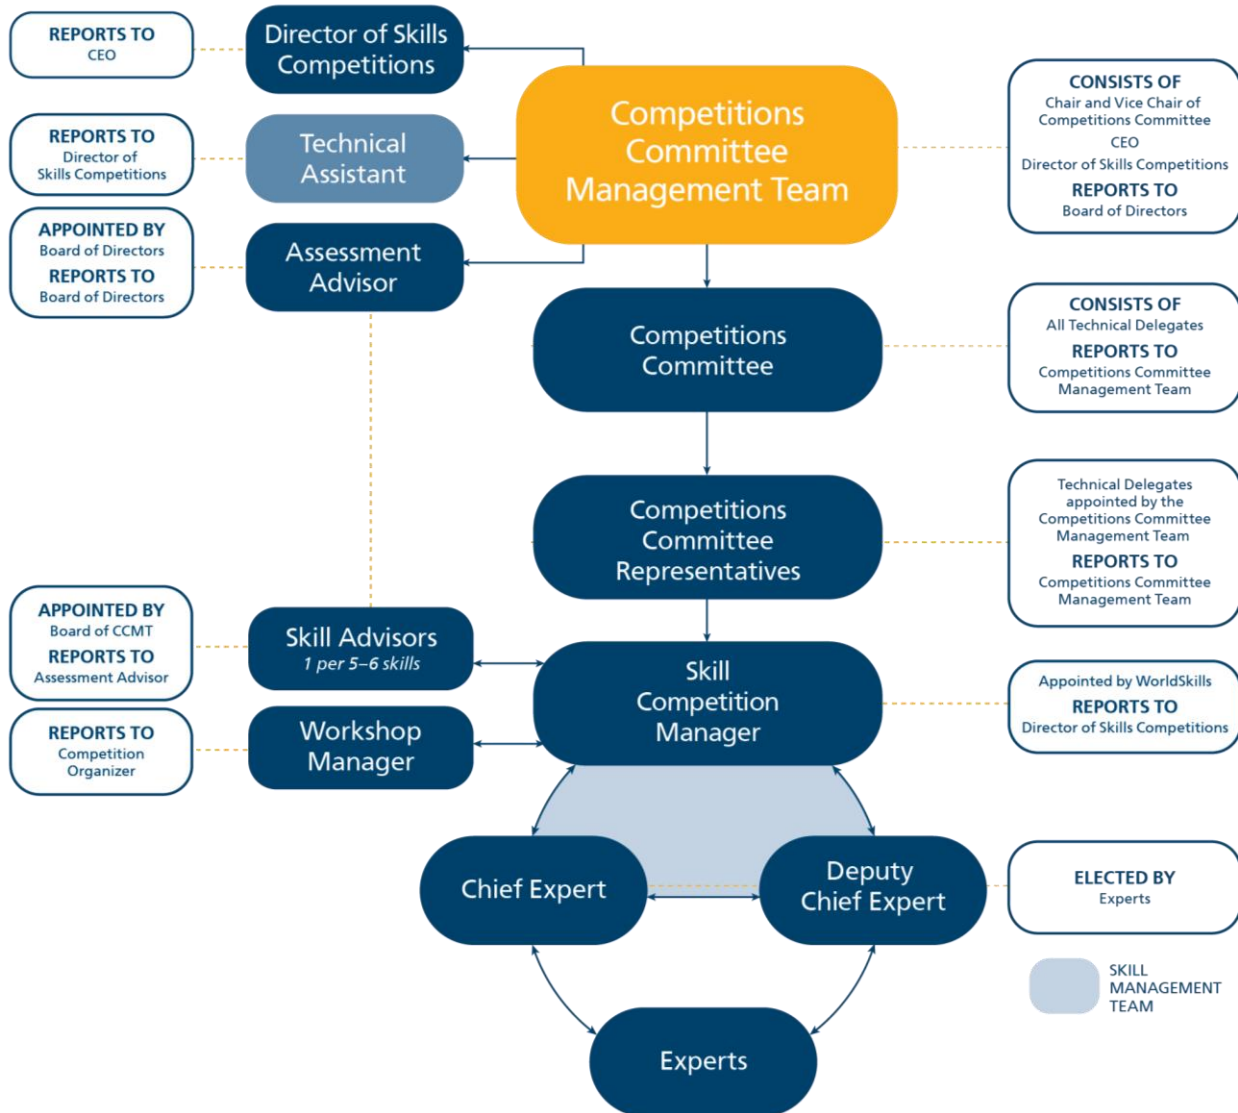 REPORTS TO
CEO
Director of Skills
Competitions
Competitions
Committee
Management Team
CONSISTS OF
Chair and Vice Chair of
Competitions Committee
CEO
Director of Skills Competitions
REPORTS TO
Board of Directors
REPORTS TO
Director of
Skills Competitions
Technical
Assistant
APPOINTED BY
Board of Directors
REPORTS TO
Board of Directors
Assessment
Advisor
Competitions
Committee
CONSISTS OF
All Technical Delegates
REPORTS TO
Competitions Committee
Management Team
Competitions
Committee
Representatives
Technical Delegates
appointed by the
Competitions Committee
Management Team
REPORTS TO
Competitions Committee
Management Team
APPOINTED BY
Board of CCMT
REPORTS TO
Assessment Advisor
Skill Advisors
1 per 5–6 skills
Skill
Competition
Manager
Appointed by WorldSkills
REPORTS TO
Director of Skills Competitions
REPORTS TO
Competition
Organizer
Workshop
Manager
Chief Expert
Deputy
Chief Expert
ELECTED BY
Experts
SKILL
MANAGEMENT
TEAM
Experts